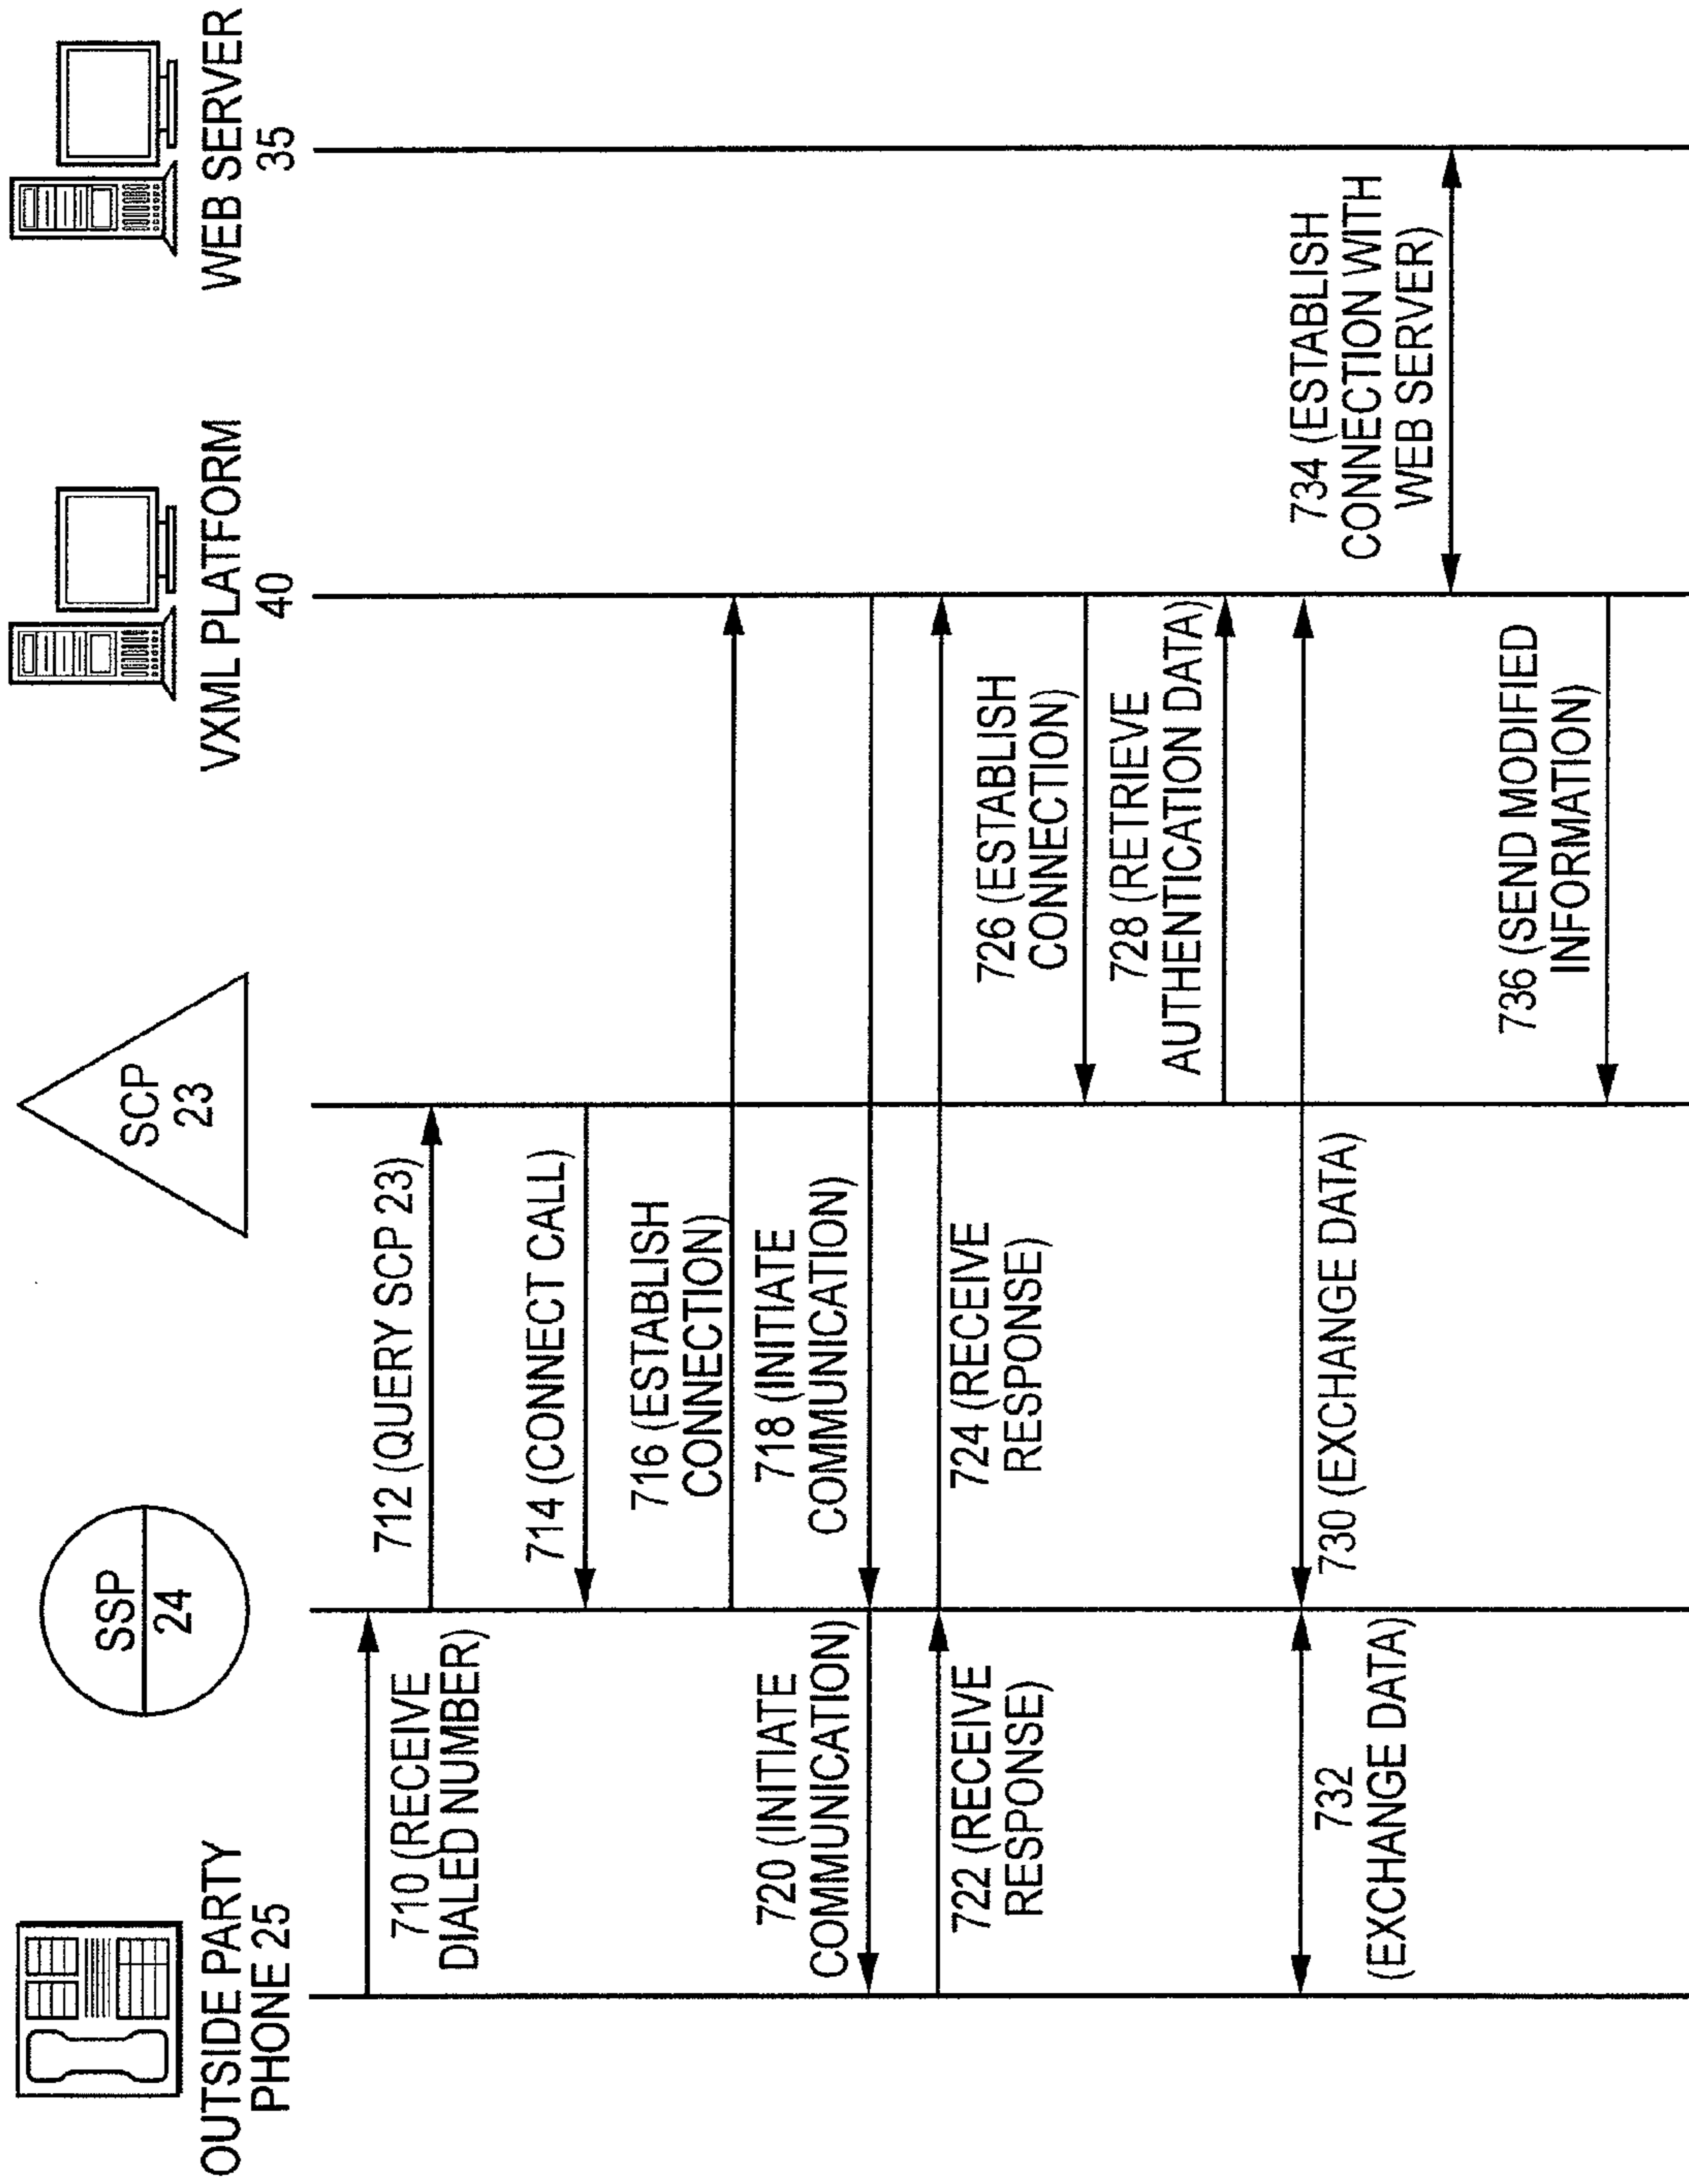 OUTSIDE PARTY
PHONE 25
SSP
24
SCP
23
VXML PLATFORM
40
WEB SERVER
35
710 (RECEIVE
DIALED NUMBER)
712 (QUERY SCP 23)
714 (CONNECT CALL)
716 (ESTABLISH
CONNECTION)
718 (INITIATE
COMMUNICATION)
720 (INITIATE
COMMUNICATION)
722 (RECEIVE
RESPONSE)
724 (RECEIVE
RESPONSE)
726 (ESTABLISH
CONNECTION)
728 (RETRIEVE
AUTHENTICATION DATA)
730 (EXCHANGE DATA)
732
(EXCHANGE DATA)
734 (ESTABLISH
CONNECTION WITH
WEB SERVER)
736 (SEND MODIFIED
INFORMATION)